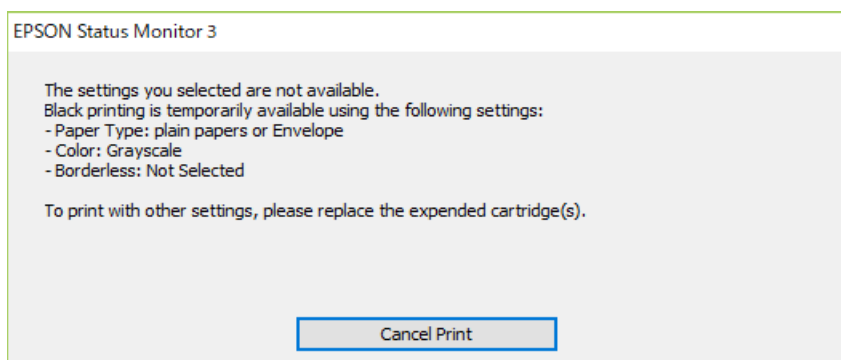 EPSON Status Monitor 3
The settings you selected are not available.
Black printing is temporarily available using the following settings:
- Paper Type: plain papers or Envelope
- Color: Grayscale
- Borderless: Not Selected
To print with other settings, please replace the expended cartridge(s).
Cancel Print